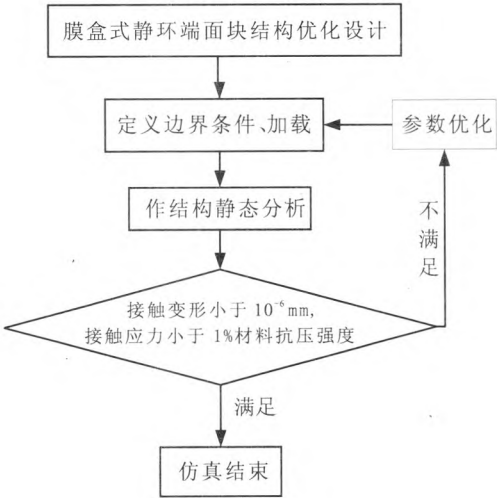 膜盒式静环端面块结构优化设计
定义边界条件、加载
参数优化
作结构静态分析
不满足
接触变形小于 10⁻⁶mm,
接触应力小于 1%材料抗压强度
满足
仿真结束